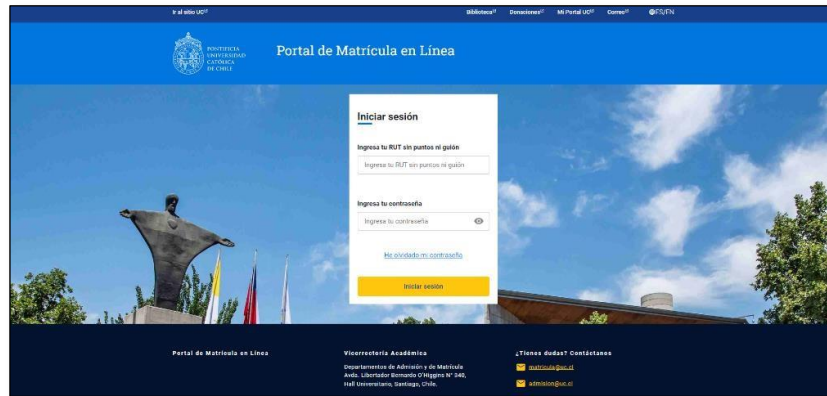 Ir al sitio UC
Biblioteca Donaciones Mi Portal UC Correo ES/EN
PONTIFICIA
UNIVERSIDAD
CATÓLICA
DE CHILE
Portal de Matrícula en Línea
Iniciar sesión
Ingresa tu RUT sin puntos ni guión
Ingresa tu RUT sin puntos ni guión
Ingresa tu contraseña
Ingresa tu contraseña
He olvidado mi contraseña
Iniciar sesión
Portal de Matrícula en Línea
Vicerrectoría Académica
Departamentos de Admisión y de Matrícula
Avda. Libertador Bernardo O'Higgins N° 340,
Hall Universitario, Santiago, Chile.
¿Tienes dudas? Contáctanos
matricula@uc.cl
admision@uc.cl